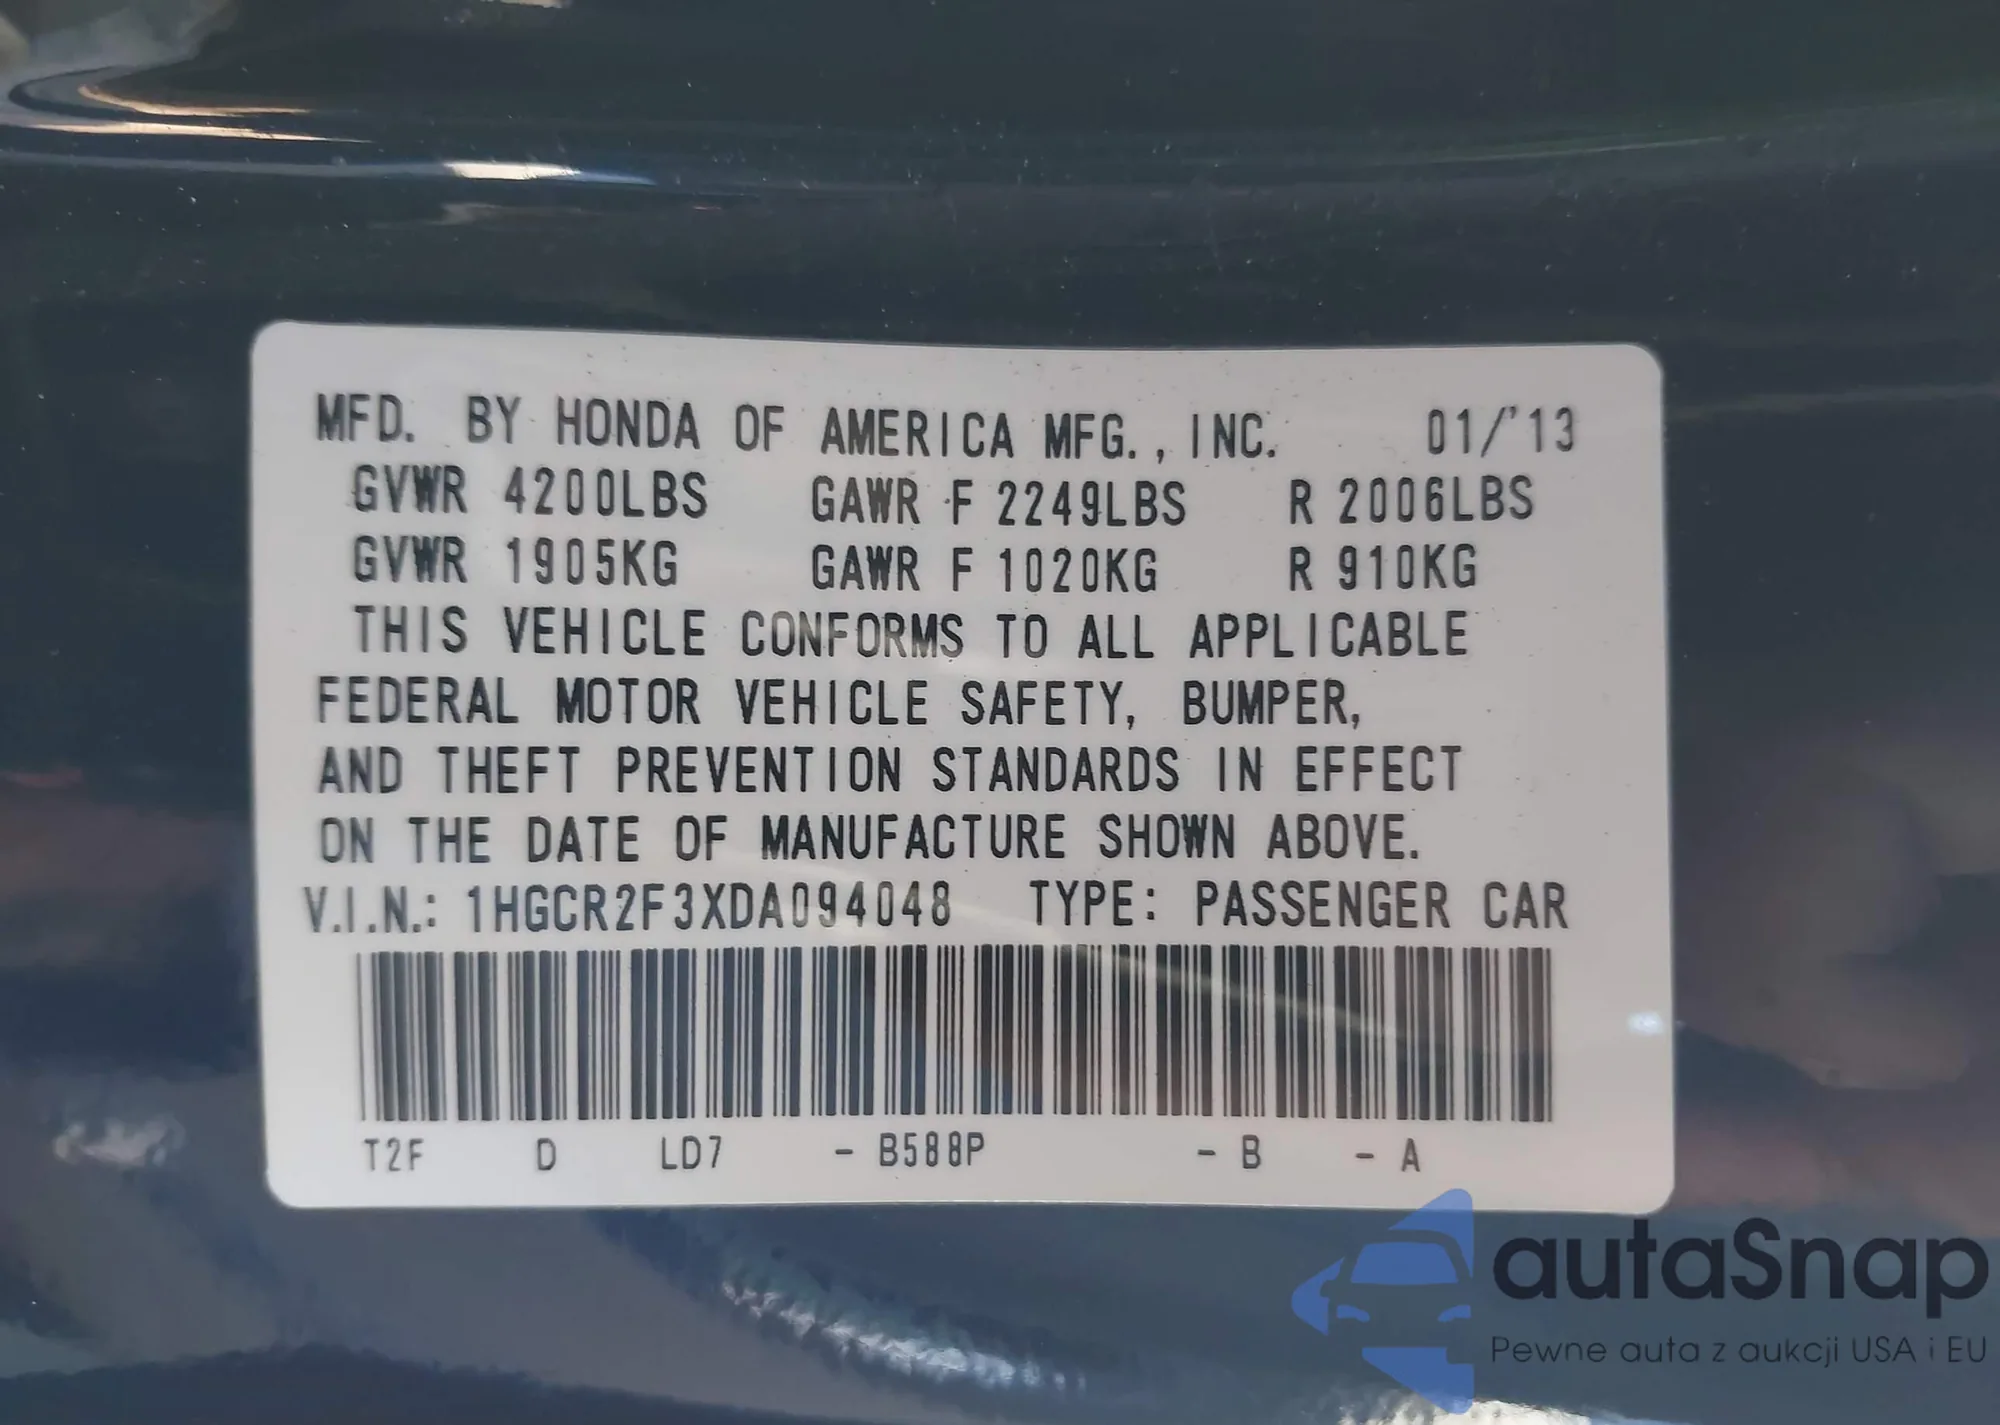 MFD. BY HONDA OF AMERICA MFG., INC. 01/'13
GVWR 4200LBS GAWR F 2249LBS R 2006LBS
GVWR 1905KG GAWR F 1020KG R 910KG
THIS VEHICLE CONFORMS TO ALL APPLICABLE
FEDERAL MOTOR VEHICLE SAFETY, BUMPER,
AND THEFT PREVENTION STANDARDS IN EFFECT
ON THE DATE OF MANUFACTURE SHOWN ABOVE.
V.I.N.: 1HGCR2F3XDA094048 TYPE: PASSENGER CAR
T2F D LD7 - B588P - B - A
autaSnap
Pewne auta z aukcji USA i EU